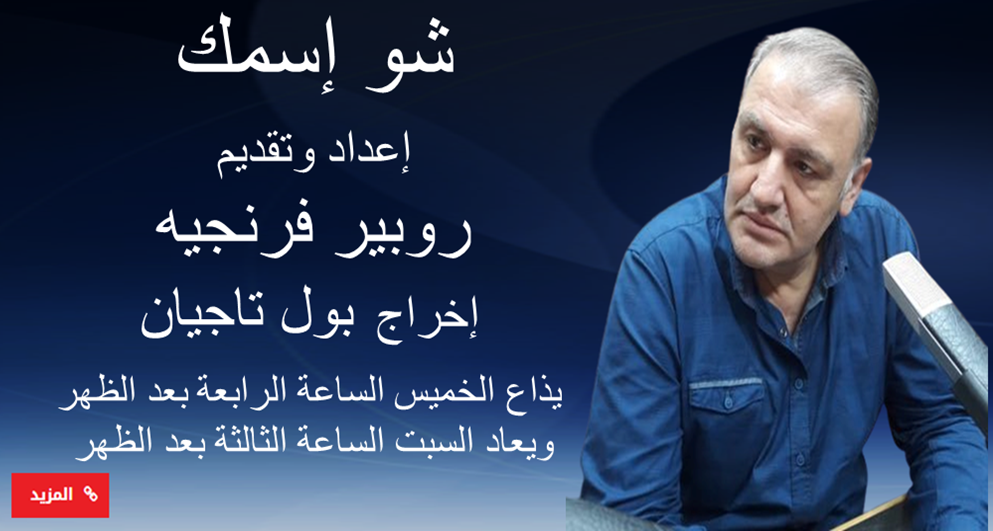 شو إسمك
إعداد وتقديم
روبير فرنجيه
إخراج بول تاجيان
يذاع الخميس الساعة الرابعة بعد الظهر
ويعاد السبت الساعة الثالثة بعد الظهر
المزيد